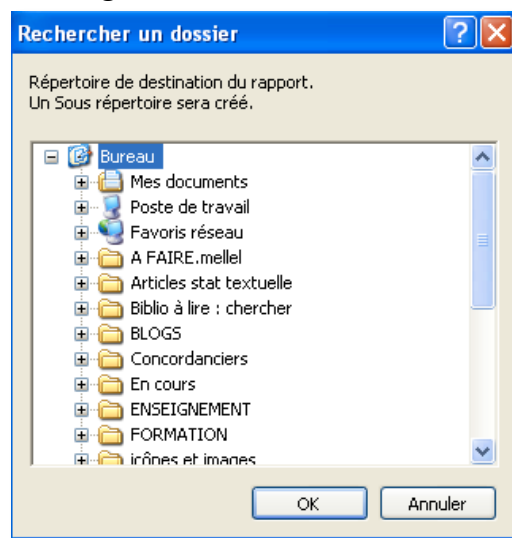 Rechercher un dossier
Répertoire de destination du rapport.
Un Sous répertoire sera créé.
Bureau
Mes documents
Poste de travail
Favoris réseau
A FAIRE.mellel
Articles stat textuelle
Biblio à lire : chercher
BLOGS
Concordanciers
En cours
ENSEIGNEMENT
FORMATION
icônes et images
OK Annuler